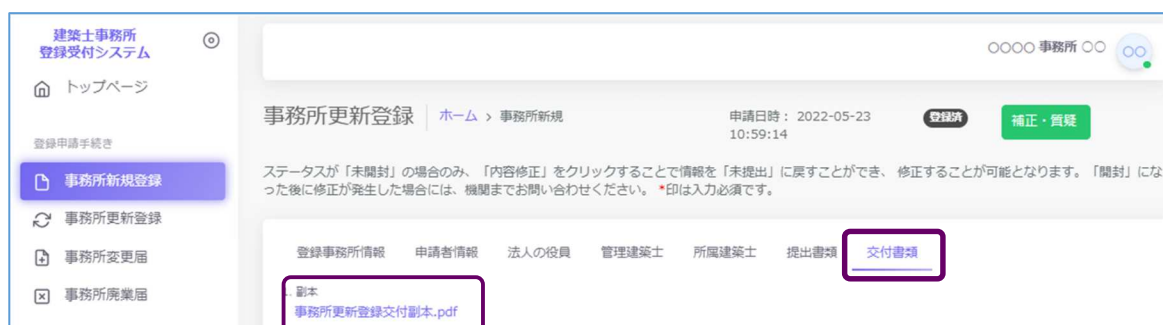 建築士事務所
登録受付システム
○○○○ 事務所 ○○
○○
トップページ
事務所更新登録
ホーム > 事務所新規
申請日時： 2022-05-23
10:59:14
登録済
補正・質疑
登録申請手続き
事務所新規登録
ステータスが「未開封」の場合のみ、「内容修正」をクリックすることで情報を「未提出」に戻すことができ、 修正することが可能となります。「開封」にな
った後に修正が発生した場合には、機関までお問い合わせください。 *印は入力必須です。
事務所更新登録
事務所変更届
事務所廃業届
登録事務所情報
申請者情報
法人の役員
管理建築士
所属建築士
提出書類
交付書類
副本
事務所更新登録交付副本.pdf